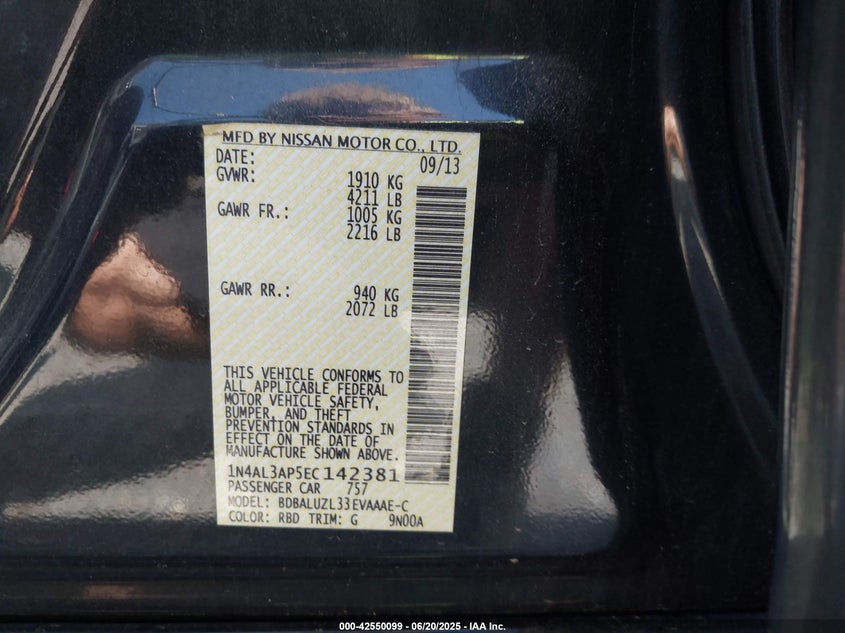 MFD BY NISSAN MOTOR CO., LTD.
DATE: 09/13
GVWR: 1910 KG
4211 LB
GAWR FR.: 1005 KG
2216 LB
GAWR RR.: 940 KG
2072 LB
THIS VEHICLE CONFORMS TO
ALL APPLICABLE FEDERAL
MOTOR VEHICLE SAFETY,
BUMPER, AND THEFT
PREVENTION STANDARDS IN
EFFECT ON THE DATE OF
MANUFACTURE SHOWN ABOVE.
1N4AL3AP5EC142381
PASSENGER CAR 757
MODEL: BDBALUZL33EVAAAE-C
COLOR: RBD TRIM: G 9N00A
000-42550099 - 06/20/2025 - IAA Inc.